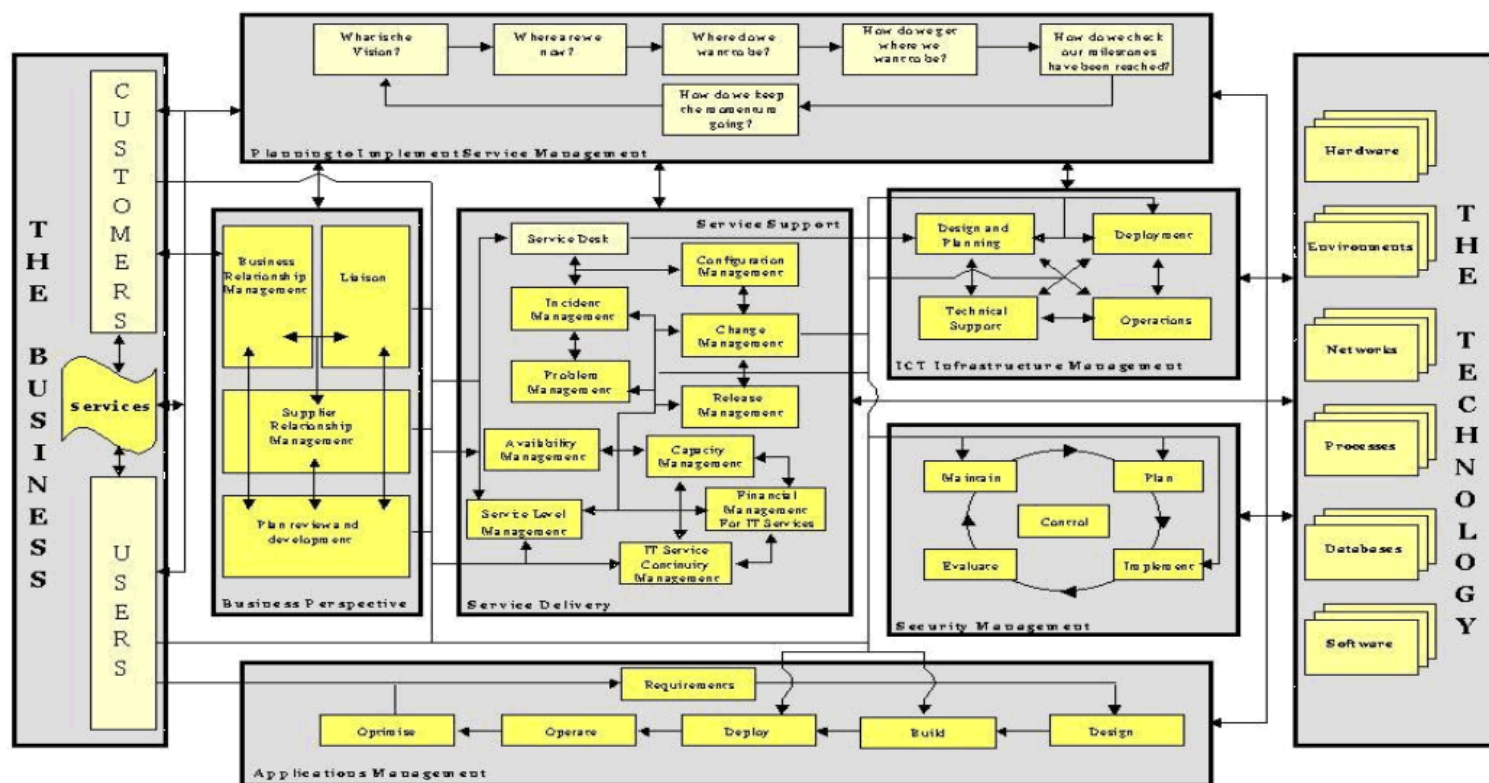 What is the
Vision?
Where are we
now?
Where do we
want to be?
How do we get
where we
want to be?
How do we check
our milestones
have been reached?
How do we keep
the momentum
going?
Planning to Implement Service Management
THE BUSINESS
CUSTOMERS
Services
USERS
Business
Relationship
Management
Liaison
Supplier
Relationship
Management
Plan review and
development
Business Perspective
Service Support
Service Desk
Configuration
Management
Incident
Management
Change
Management
Problem
Management
Release
Management
Availability
Management
Capacity
Management
Service Level
Management
Financial
Management
For IT Services
IT Service
Continuity
Management
Service Delivery
Design and
Planning
Deployment
Technical
Support
Operations
ICT Infrastructure Management
Maintain
Plan
Control
Evaluate
Implement
Security Management
Requirements
Optimise
Operate
Deploy
Build
Design
Applications Management
Hardware
Environments
Networks
Processes
Databases
Software
THE TECHNOLOGY